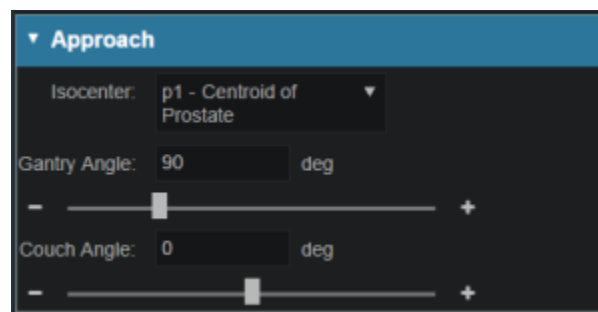 ▼ Approach
Isocenter: p1 - Centroid of ▼
Prostate
Gantry Angle: 90 deg
- +
Couch Angle: 0 deg
- +